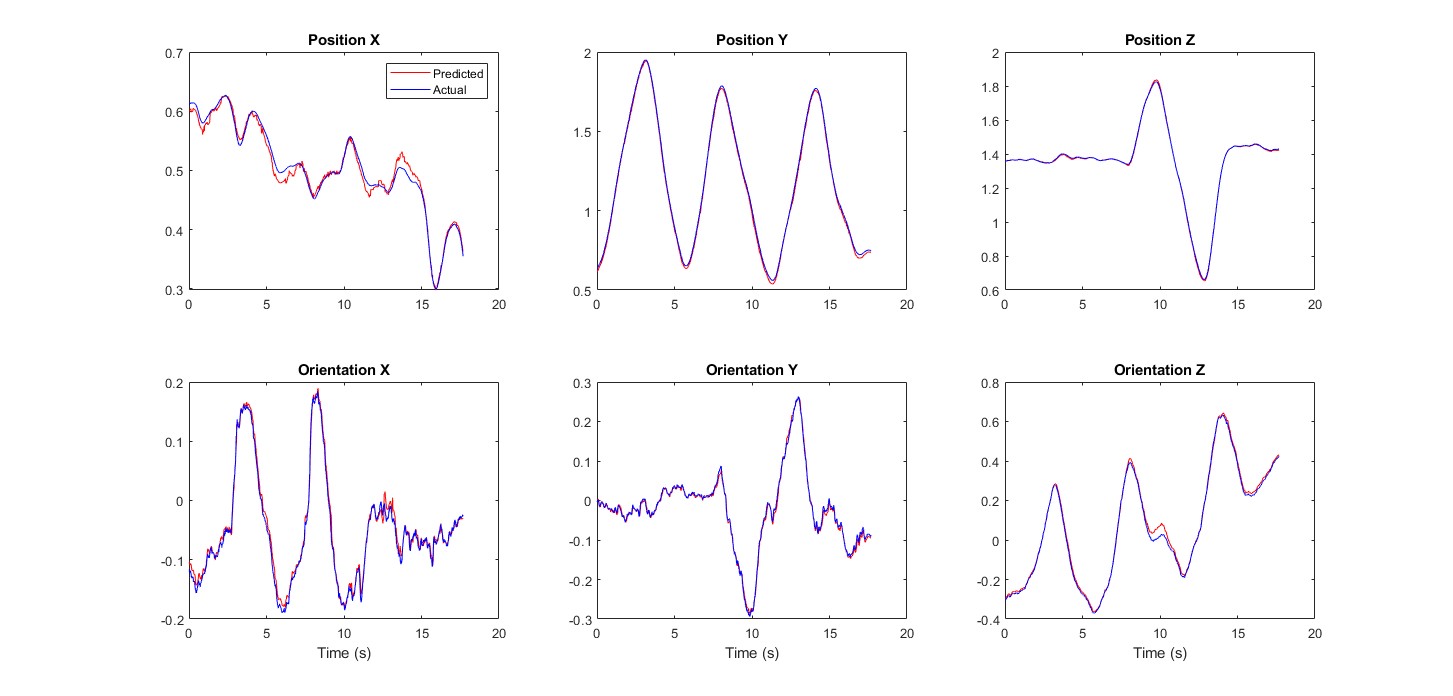 Position X
0.7
0.6
0.5
0.4
0.3
0 5 10 15 20
Predicted
Actual
Position Y
2
1.5
1
0.5
0 5 10 15 20
Position Z
2
1.8
1.6
1.4
1.2
1
0.8
0.6
0 5 10 15 20
Orientation X
0.2
0.1
0
-0.1
-0.2
0 5 10 15 20
Time (s)
Orientation Y
0.3
0.2
0.1
0
-0.1
-0.2
-0.3
0 5 10 15 20
Time (s)
Orientation Z
0.8
0.6
0.4
0.2
0
-0.2
-0.4
0 5 10 15 20
Time (s)